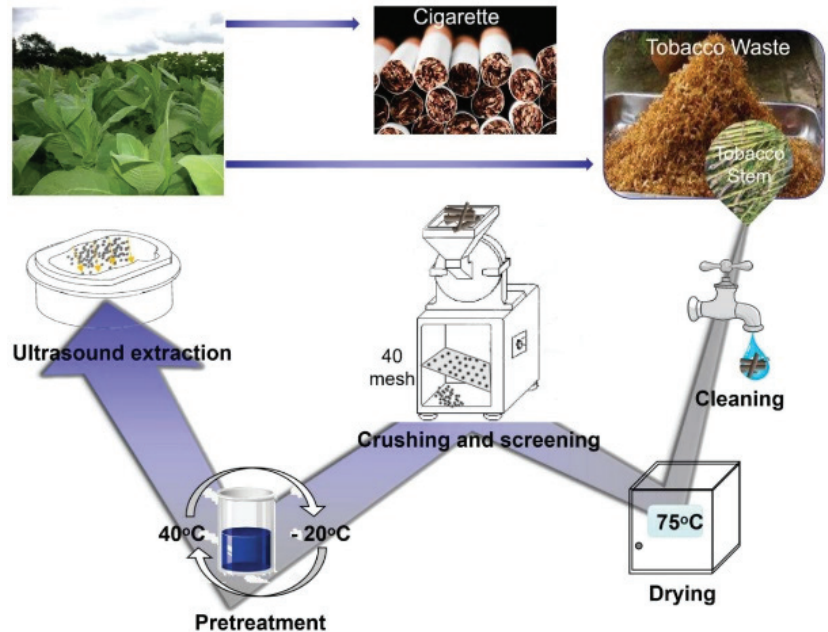 Cigarette
Tobacco Waste
Tobacco
Stem
Ultrasound extraction
40
mesh
Cleaning
Crushing and screening
40°C
- 20°C
75°C
Drying
Pretreatment